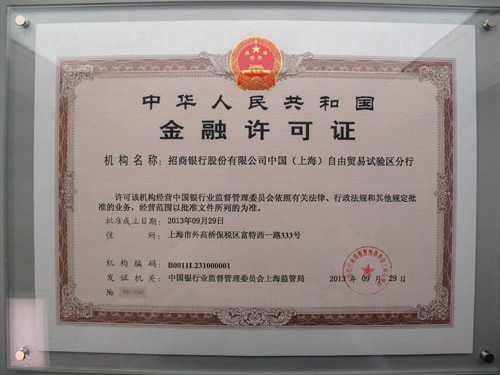 中华人民共和国
金融许可证
机构名称：招商银行股份有限公司中国（上海）自由贸易试验区分行
许可该机构经营中国银行业监督管理委员会依照有关法律、行政法规和其他规定批
准的业务，经营范围以批准文件所列的为准。
批准成立日期：2013年09月29日
住 所：上海市外高桥保税区富特西一路333号
机构编码：B0011L231000001
发证机关：中国银行业监督管理委员会上海监管局 2013 年 09 月 29 日
№